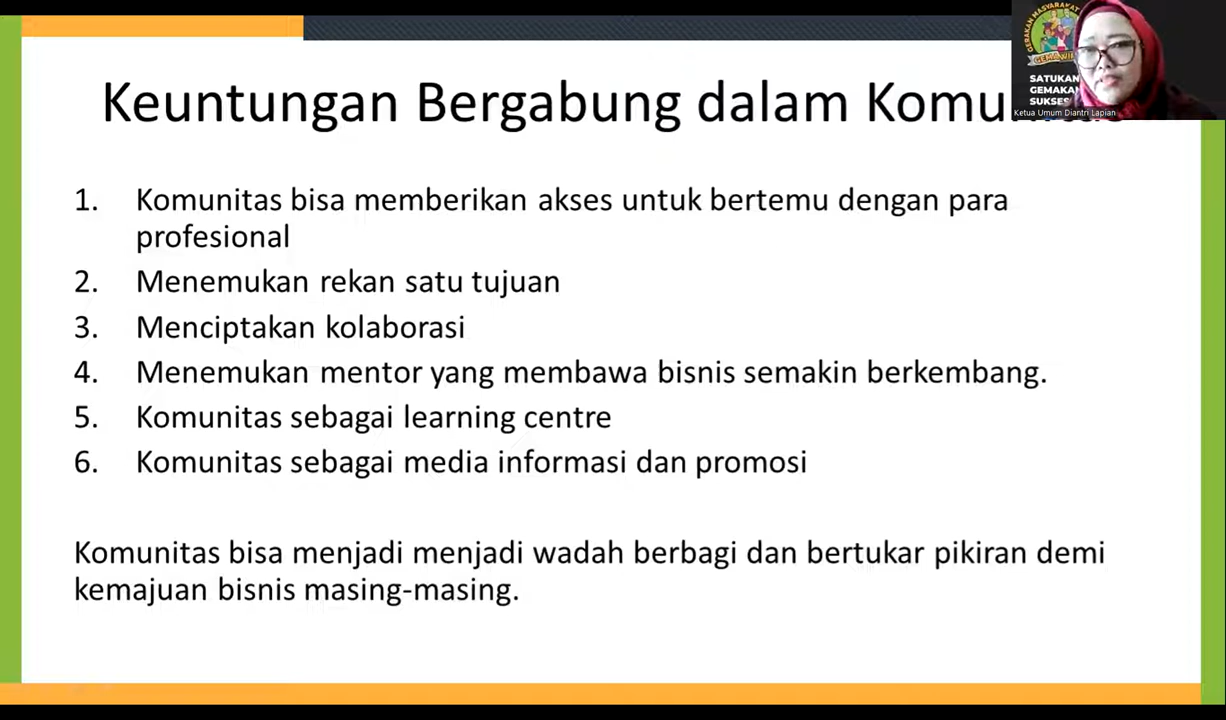 Keuntungan Bergabung dalam
1. Komunitas bisa memberikan akses untuk bertemu dengan para
profesional
2. Menemukan rekan satu tujuan
3. Menciptakan kolaborasi
4. Menemukan mentor yang membawa bisnis semakin berkembang.
5. Komunitas sebagai learning centre
6. Komunitas sebagai media informasi dan promosi
Komunitas bisa menjadi menjadi wadah berbagi dan bertukar pikiran demi
kemajuan bisnis masing-masing.
GERAKAN MASYARAKAT
SATUKAN
GEMAKAN
SUKSES
Ketua Umum Diantri Lapian